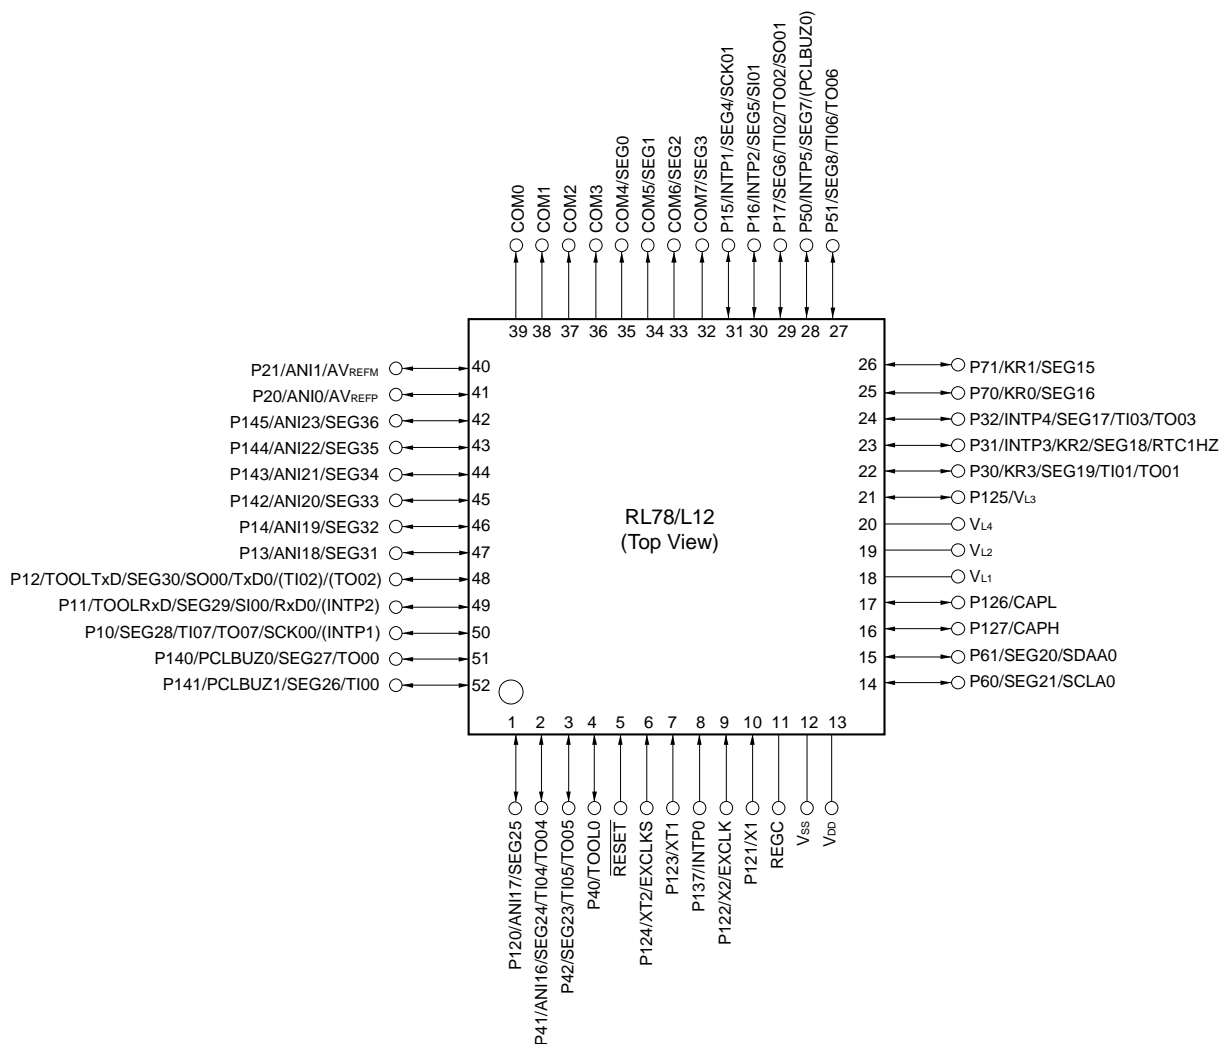 COM0
COM1
COM2
COM3
COM4/SEG0
COM5/SEG1
COM6/SEG2
COM7/SEG3
P15/INTP1/SEG4/SCK01
P16/INTP2/SEG5/SI01
P17/SEG6/TI02/TO02/SO01
P50/INTP5/SEG7/(PCLBUZ0)
P51/SEG8/TI06/TO06
39 38 37 36 35 34 33 32 31 30 29 28 27
P21/ANI1/AVREFM 40
P20/ANI0/AVREFP 41
P145/ANI23/SEG36 42
P144/ANI22/SEG35 43
P143/ANI21/SEG34 44
P142/ANI20/SEG33 45
P14/ANI19/SEG32 46
P13/ANI18/SEG31 47
P12/TOOLTxD/SEG30/SO00/TxD0/(TI02)/(TO02) 48
P11/TOOLRxD/SEG29/SI00/RxD0/(INTP2) 49
P10/SEG28/TI07/TO07/SCK00/(INTP1) 50
P140/PCLBUZ0/SEG27/TO00 51
P141/PCLBUZ1/SEG26/TI00 52
RL78/L12
(Top View)
26 P71/KR1/SEG15
25 P70/KR0/SEG16
24 P32/INTP4/SEG17/TI03/TO03
23 P31/INTP3/KR2/SEG18/RTC1HZ
22 P30/KR3/SEG19/TI01/TO01
21 P125/VL3
20 VL4
19 VL2
18 VL1
17 P126/CAPL
16 P127/CAPH
15 P61/SEG20/SDAA0
14 P60/SEG21/SCLA0
1 2 3 4 5 6 7 8 9 10 11 12 13
P120/ANI17/SEG25
P41/ANI16/SEG24/TI04/TO04
P42/SEG23/TI05/TO05
P40/TOOL0
RESET
P124/XT2/EXCLKS
P123/XT1
P137/INTP0
P122/X2/EXCLK
P121/X1
REGC
VSS
VDD